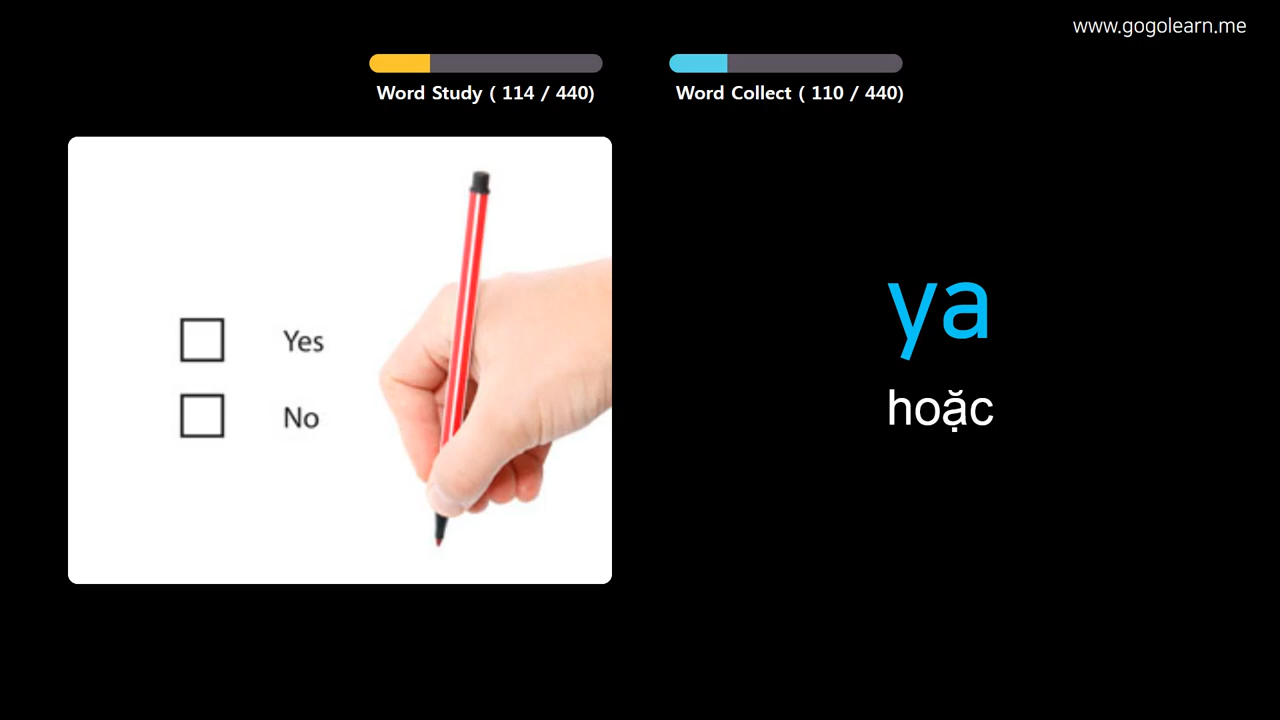 www.gogolearn.me
Word Study ( 114 / 440)
Word Collect ( 110 / 440)
Yes
No
ya
hoặc